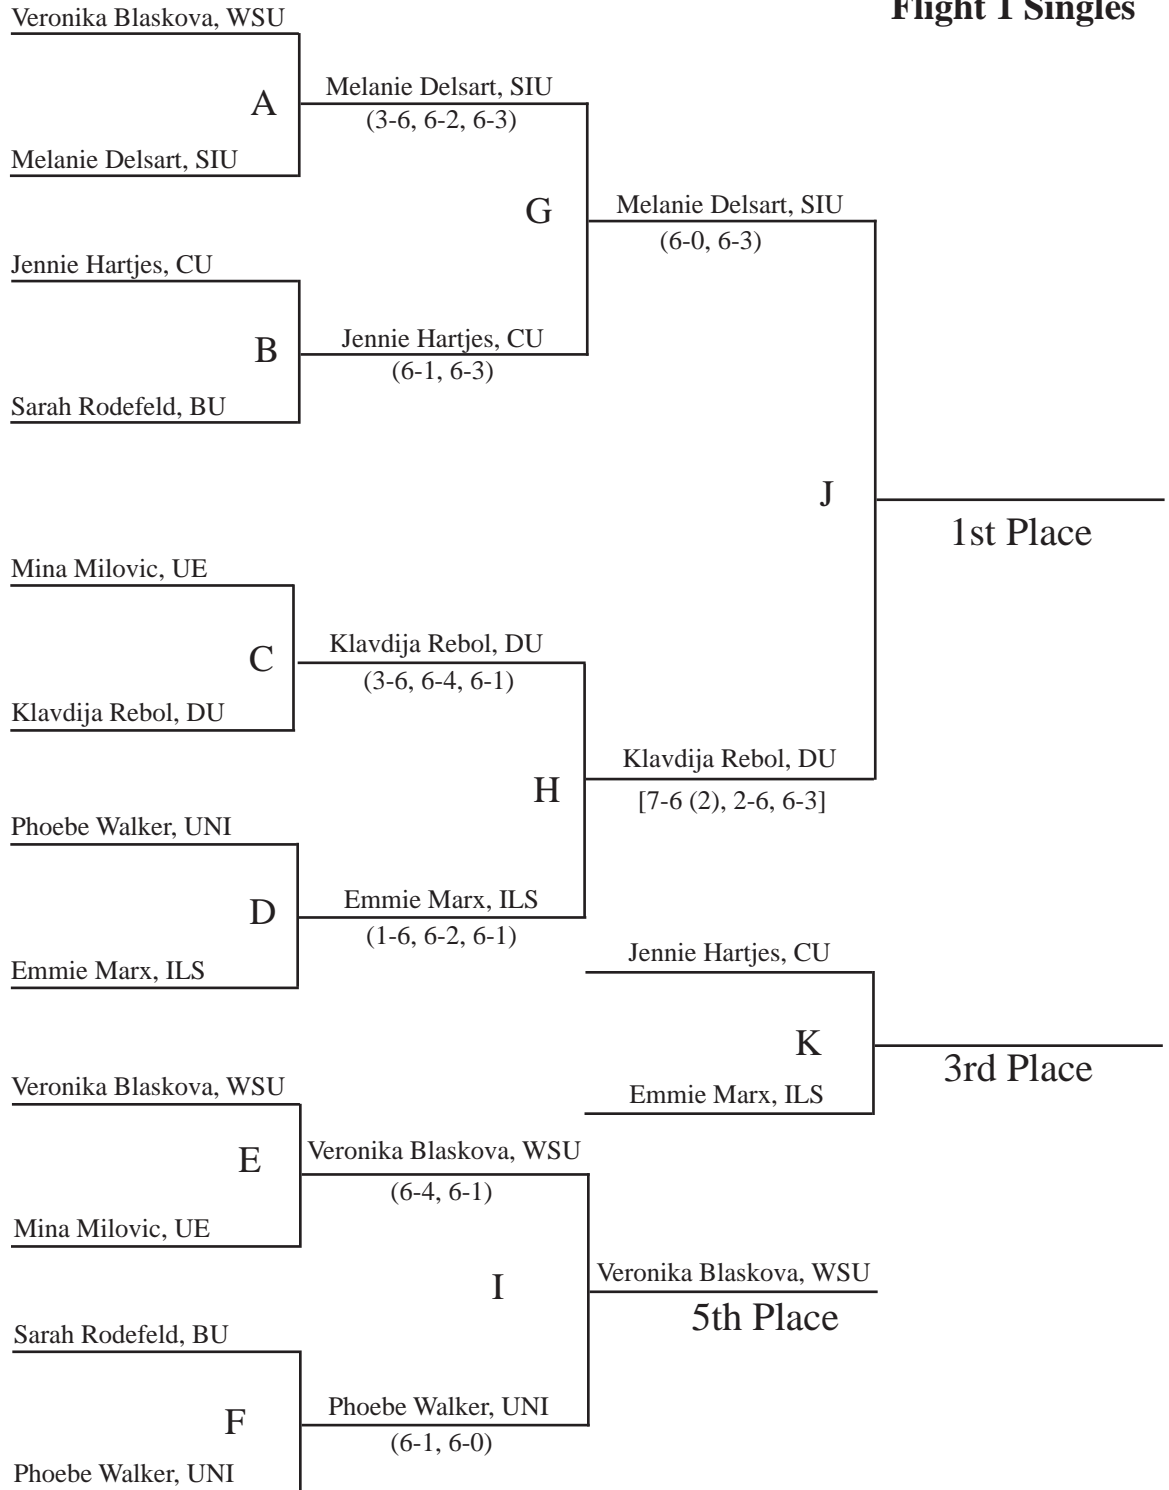 Flight 1 Singles
Veronika Blaskova, WSU
A
Melanie Delsart, SIU
(3-6, 6-2, 6-3)
Melanie Delsart, SIU
G
Melanie Delsart, SIU
(6-0, 6-3)
Jennie Hartjes, CU
B
Jennie Hartjes, CU
(6-1, 6-3)
Sarah Rodefeld, BU
J
1st Place
Mina Milovic, UE
C
Klavdija Rebol, DU
(3-6, 6-4, 6-1)
Klavdija Rebol, DU
H
Klavdija Rebol, DU
[7-6 (2), 2-6, 6-3]
Phoebe Walker, UNI
D
Emmie Marx, ILS
(1-6, 6-2, 6-1)
Emmie Marx, ILS
Jennie Hartjes, CU
K
3rd Place
Emmie Marx, ILS
Veronika Blaskova, WSU
E
Veronika Blaskova, WSU
(6-4, 6-1)
Mina Milovic, UE
I
Veronika Blaskova, WSU
5th Place
Sarah Rodefeld, BU
F
Phoebe Walker, UNI
(6-1, 6-0)
Phoebe Walker, UNI